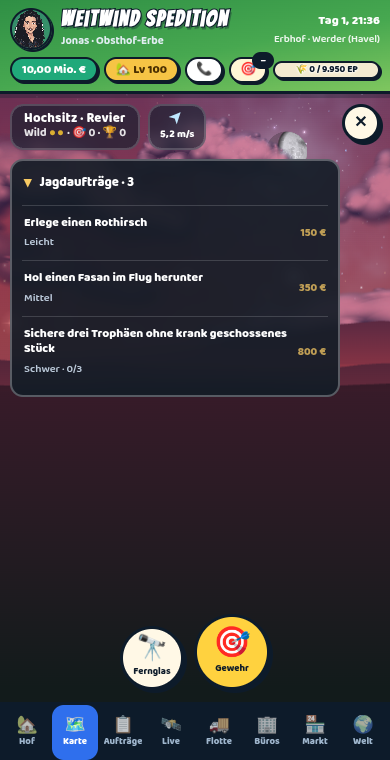 WEITWIND SPEDITION
Jonas · Obsthof-Erbe
Tag 1, 21:36
Erbhof · Werder (Havel)
10,00 Mio. €
Lv 100
–
0 / 9.950 EP
Hochsitz · Revier
Wild ●● · 🎯 0 · 🏆 0
5,2 m/s
×
▼ Jagdaufträge · 3
Erlege einen Rothirsch
150 €
Leicht
Hol einen Fasan im Flug herunter
350 €
Mittel
Sichere drei Trophäen ohne krank geschossenes
Stück
800 €
Schwer · 0/3
Fernglas
Gewehr
Hof
Karte
Aufträge
Live
Flotte
Büros
Markt
Welt